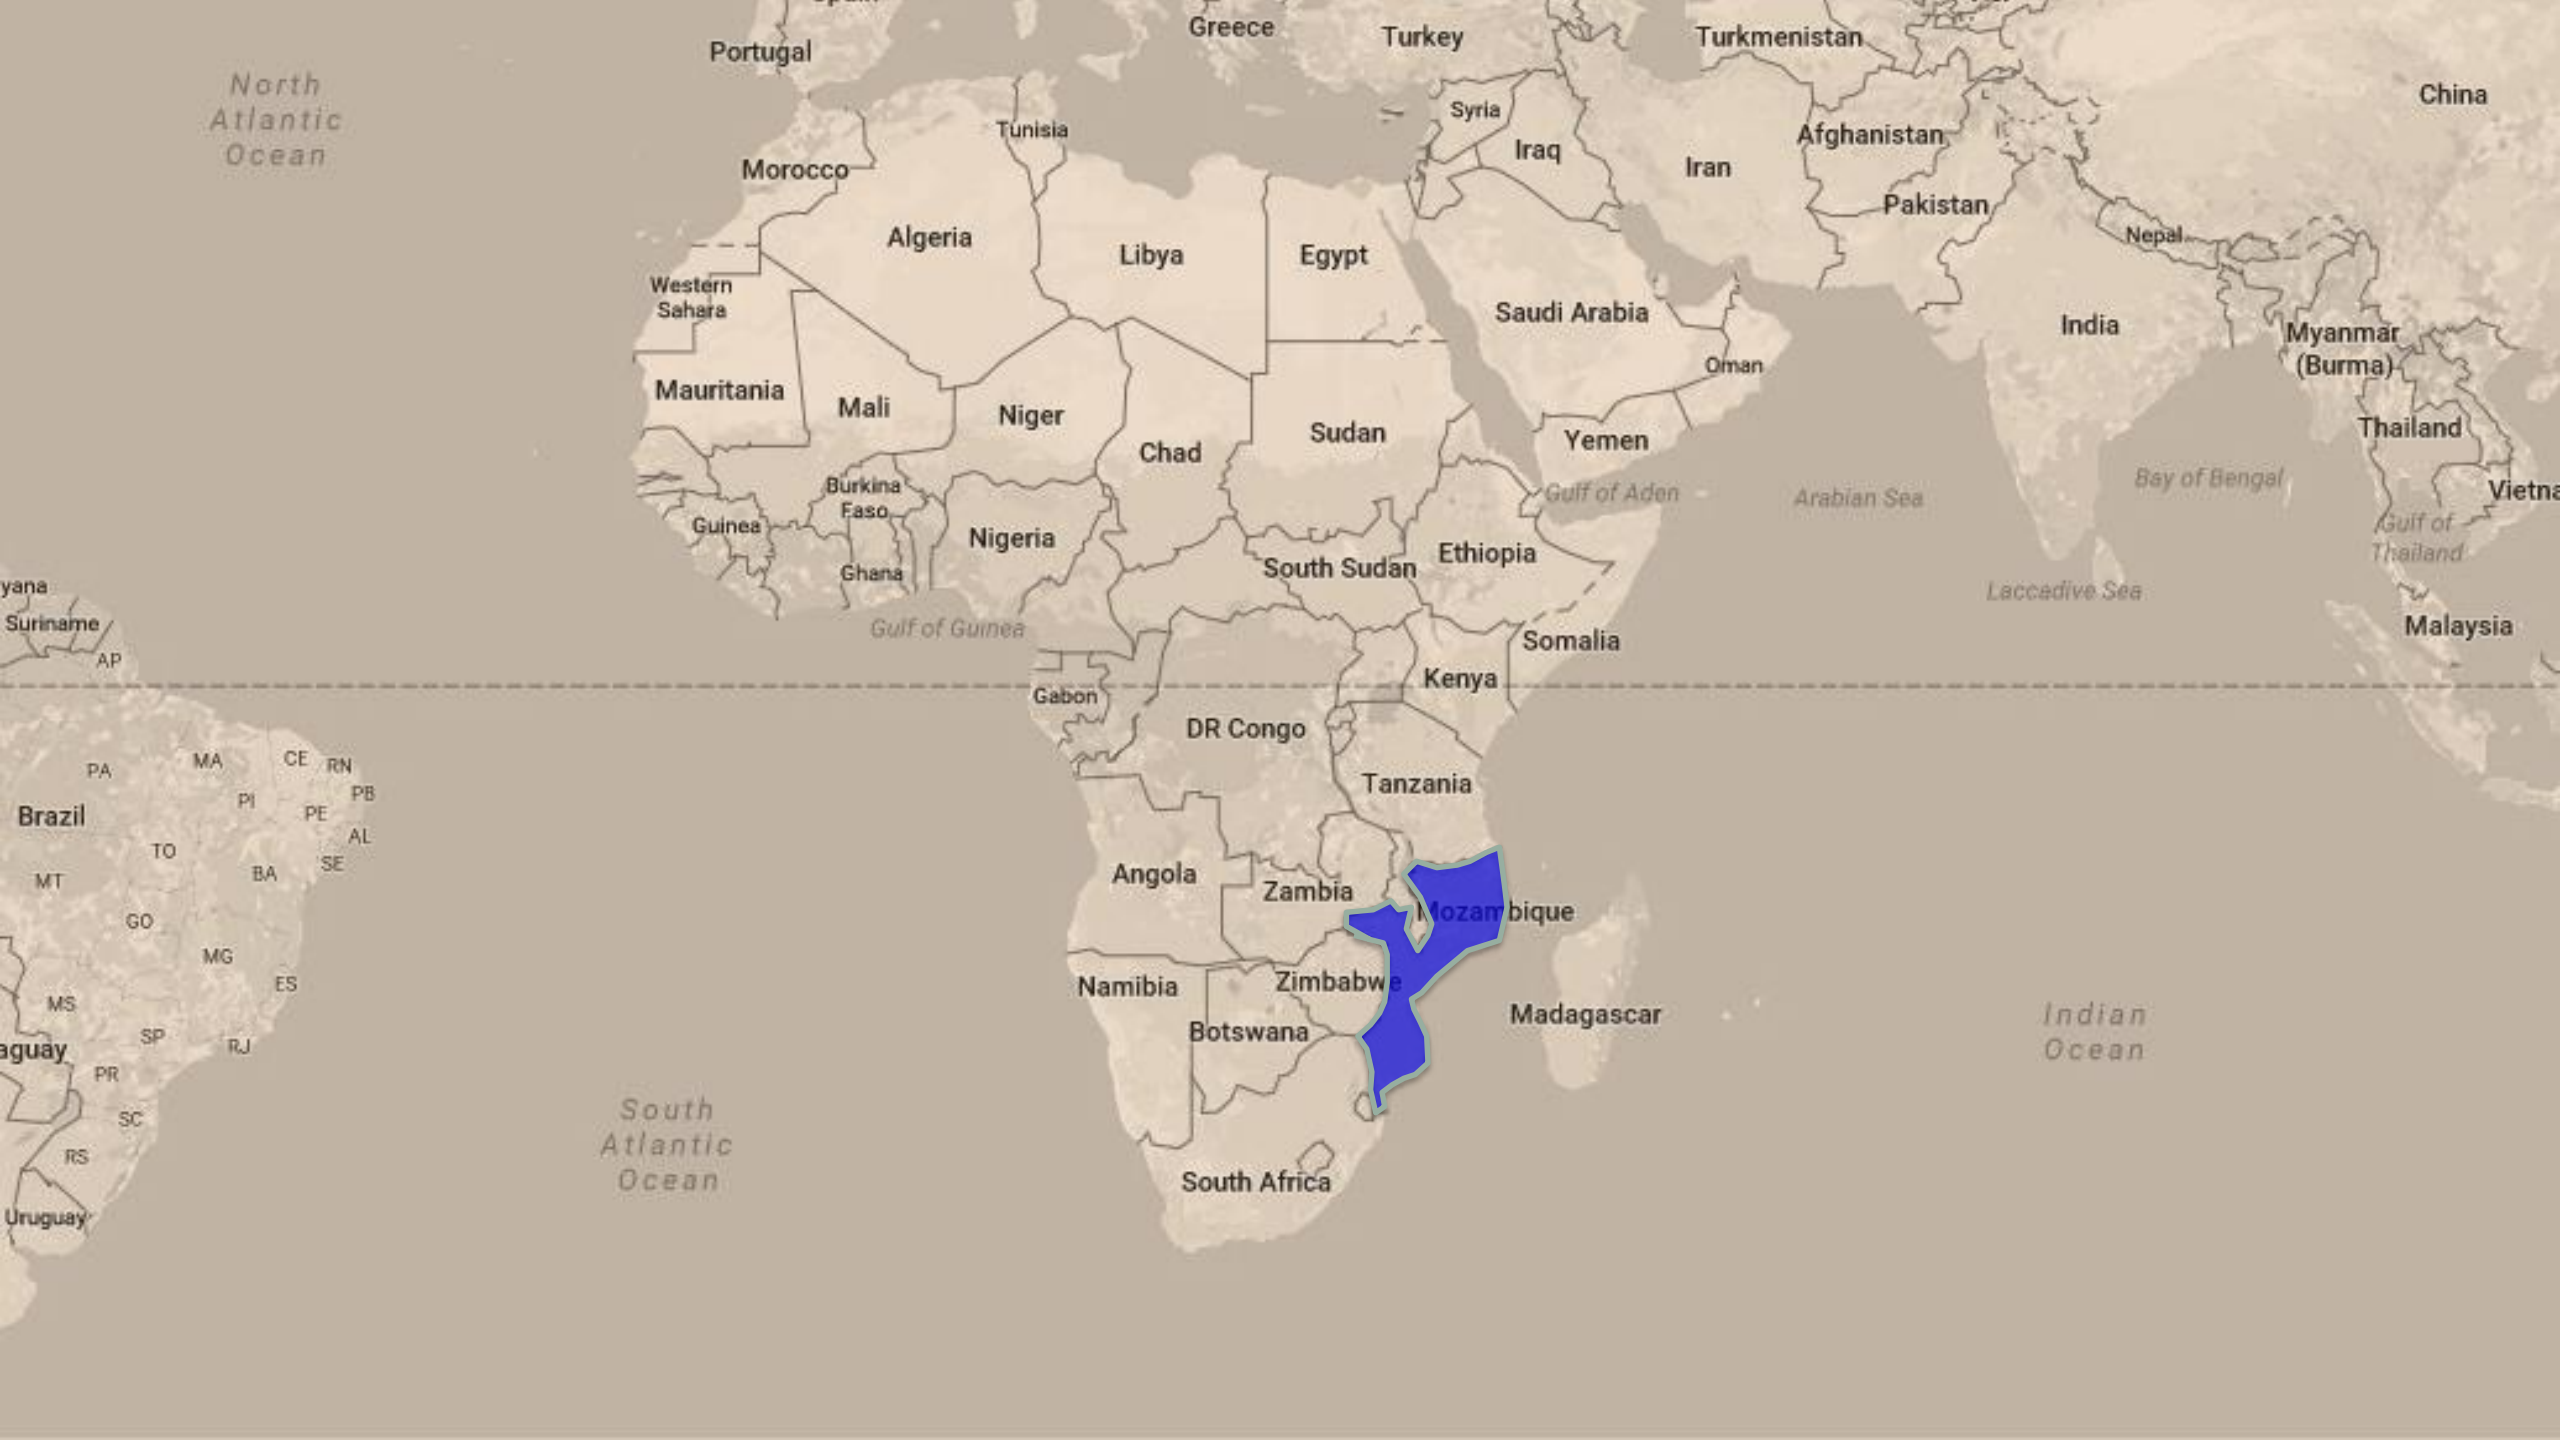 Portugal
Greece
Turkey
Turkmenistan
China
North
Atlantic
Ocean
Syria
Tunisia
Afghanistan
Iraq
Iran
Morocco
Pakistan
Algeria
Nepal
Libya
Egypt
Western
Sahara
Saudi Arabia
India
Myanmar
(Burma)
Oman
Mauritania
Mali
Niger
Sudan
Thailand
Yemen
Chad
Burkina
Faso
Gulf of Aden
Arabian Sea
Bay of Bengal
Vietna
Guinea
Gulf of
Thailand
Nigeria
Ethiopia
South Sudan
Ghana
yana
Laccadive Sea
Suriname
Gulf of Guinea
Malaysia
Somalia
AP
Kenya
Gabon
DR Congo
MA
CE
RN
PA
Tanzania
PB
PI
PE
Brazil
AL
TO
SE
BA
Angola
MT
Zambia
GO
Mozambique
MG
Zimbabwe
ES
Namibia
MS
Madagascar
Indian
Ocean
Botswana
SP
RJ
aguay
PR
South
Atlantic
Ocean
SC
RS
South Africa
Uruguay